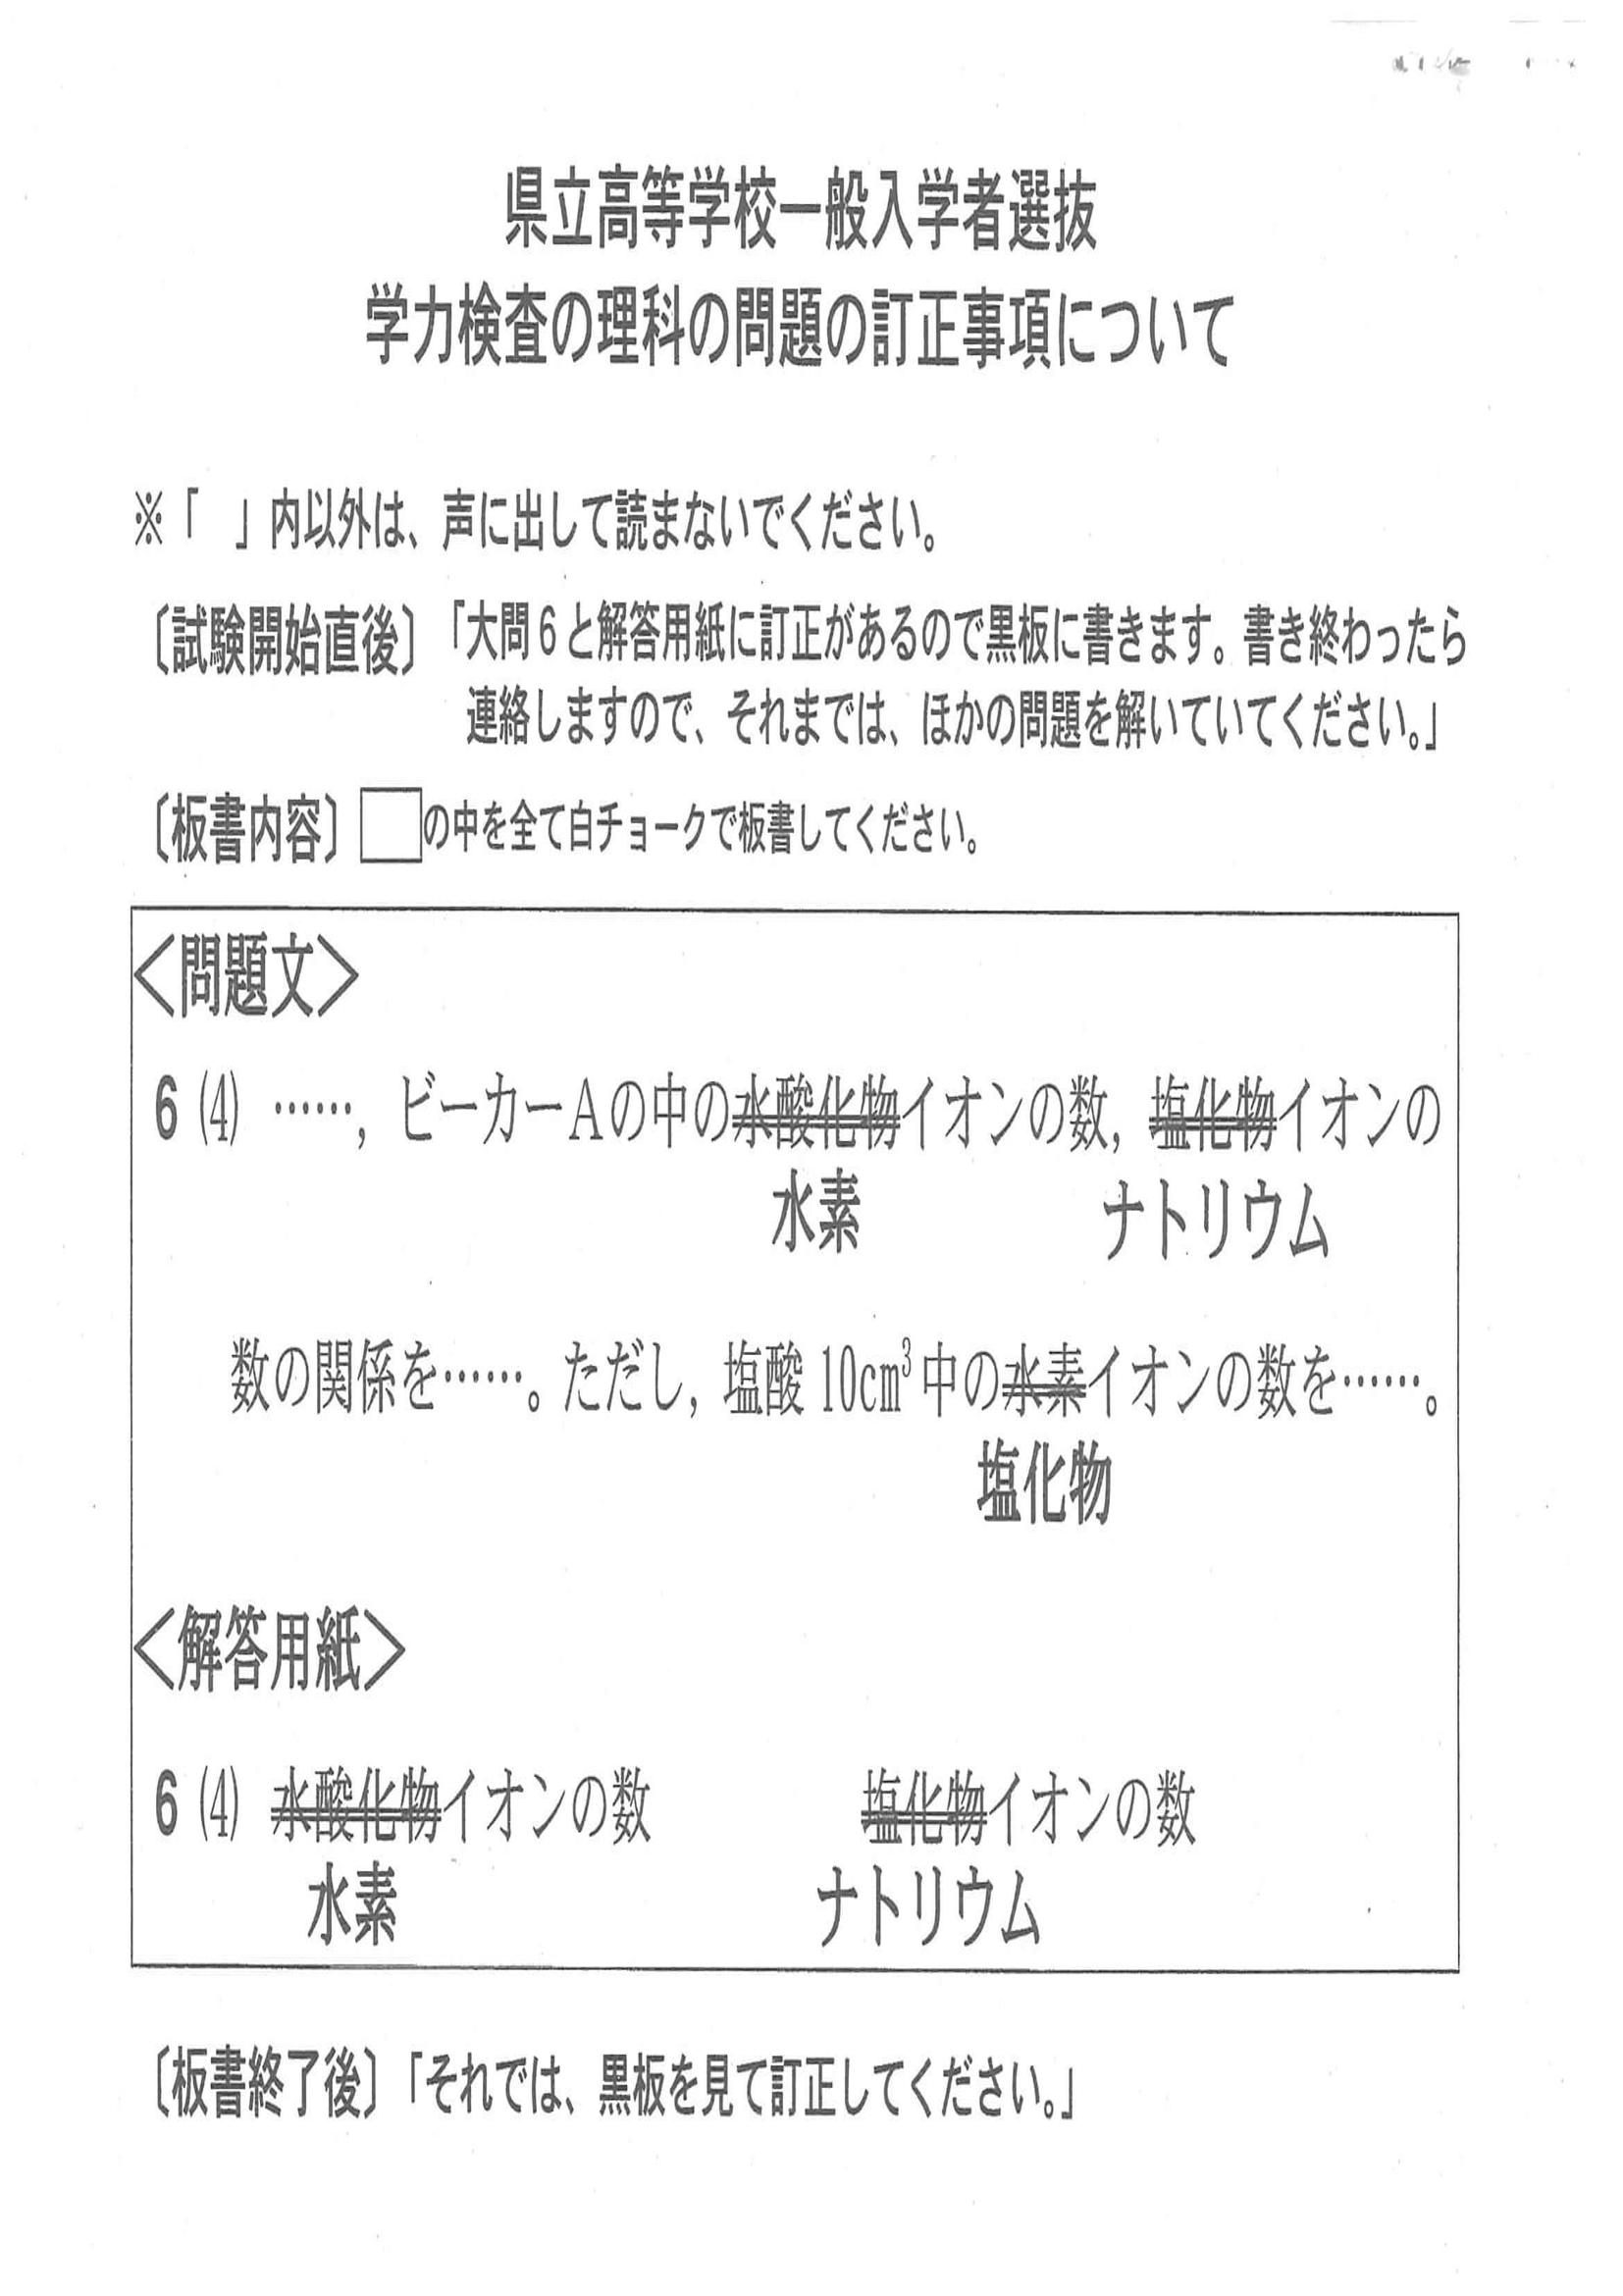 県立高等学校一般入学者選抜
学力検査の理科の問題の訂正事項について
※「　」内以外は、声に出して読まないでください。
〔試験開始直後〕「大問6と解答用紙に訂正があるので黒板に書きます。書き終わったら
連絡しますので、それまでは、ほかの問題を解いていてください。」
〔板書内容〕　の中を全て白チョークで板書してください。
＜問題文＞
6 (4) ……, ビーカーAの中の水酸化物イオンの数, 塩化物イオンの
水素　ナトリウム
数の関係を……。ただし, 塩酸 10cm³中の水素イオンの数を……。
塩化物
＜解答用紙＞
6 (4) 水酸化物イオンの数　塩化物イオンの数
水素　ナトリウム
〔板書終了後〕「それでは、黒板を見て訂正してください。」